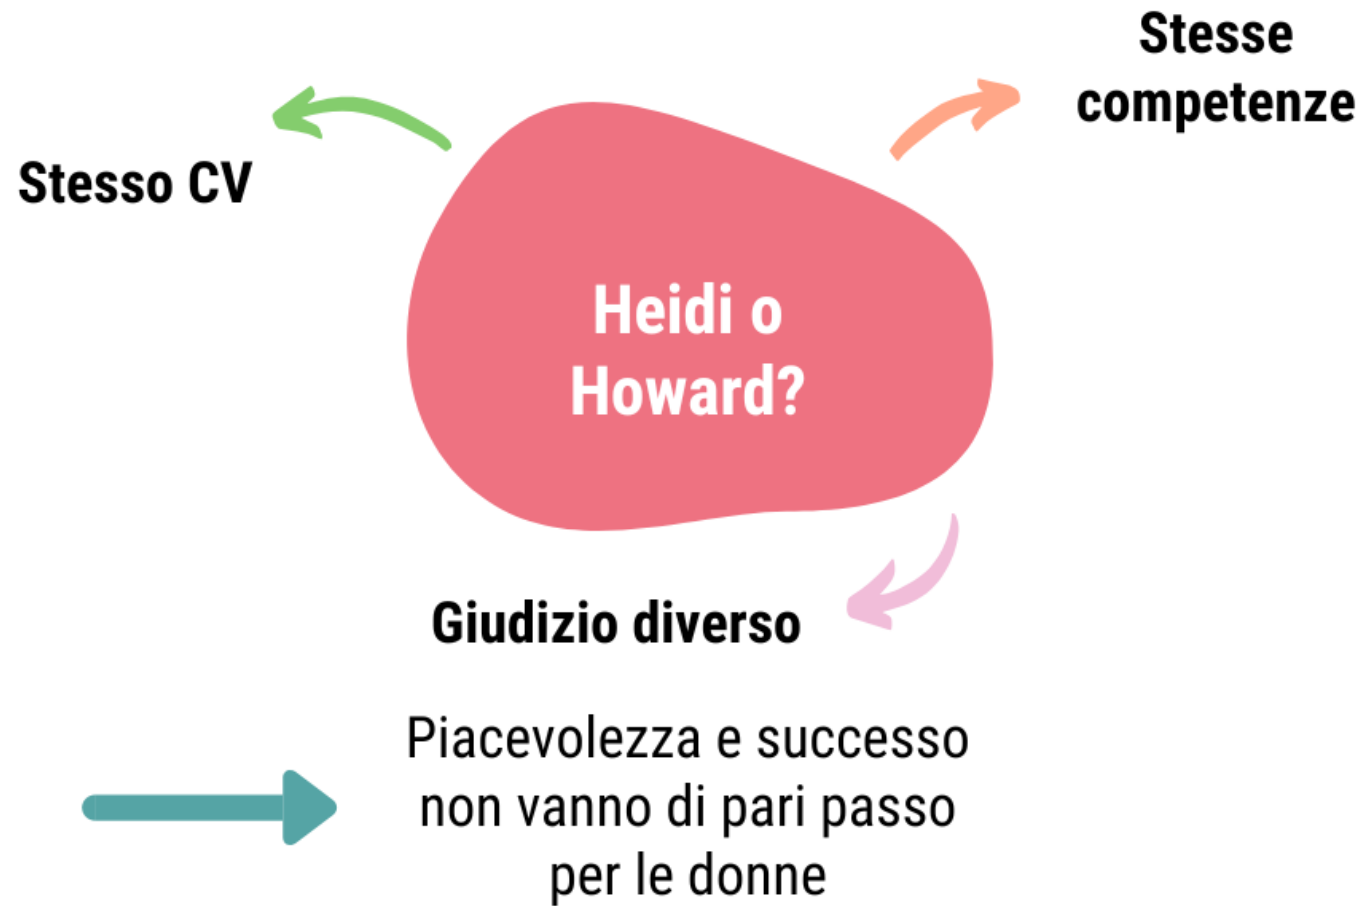 Stesse
competenze
Stesso CV
Heidi o
Howard?
Giudizio diverso
Piacevolezza e successo
non vanno di pari passo
per le donne